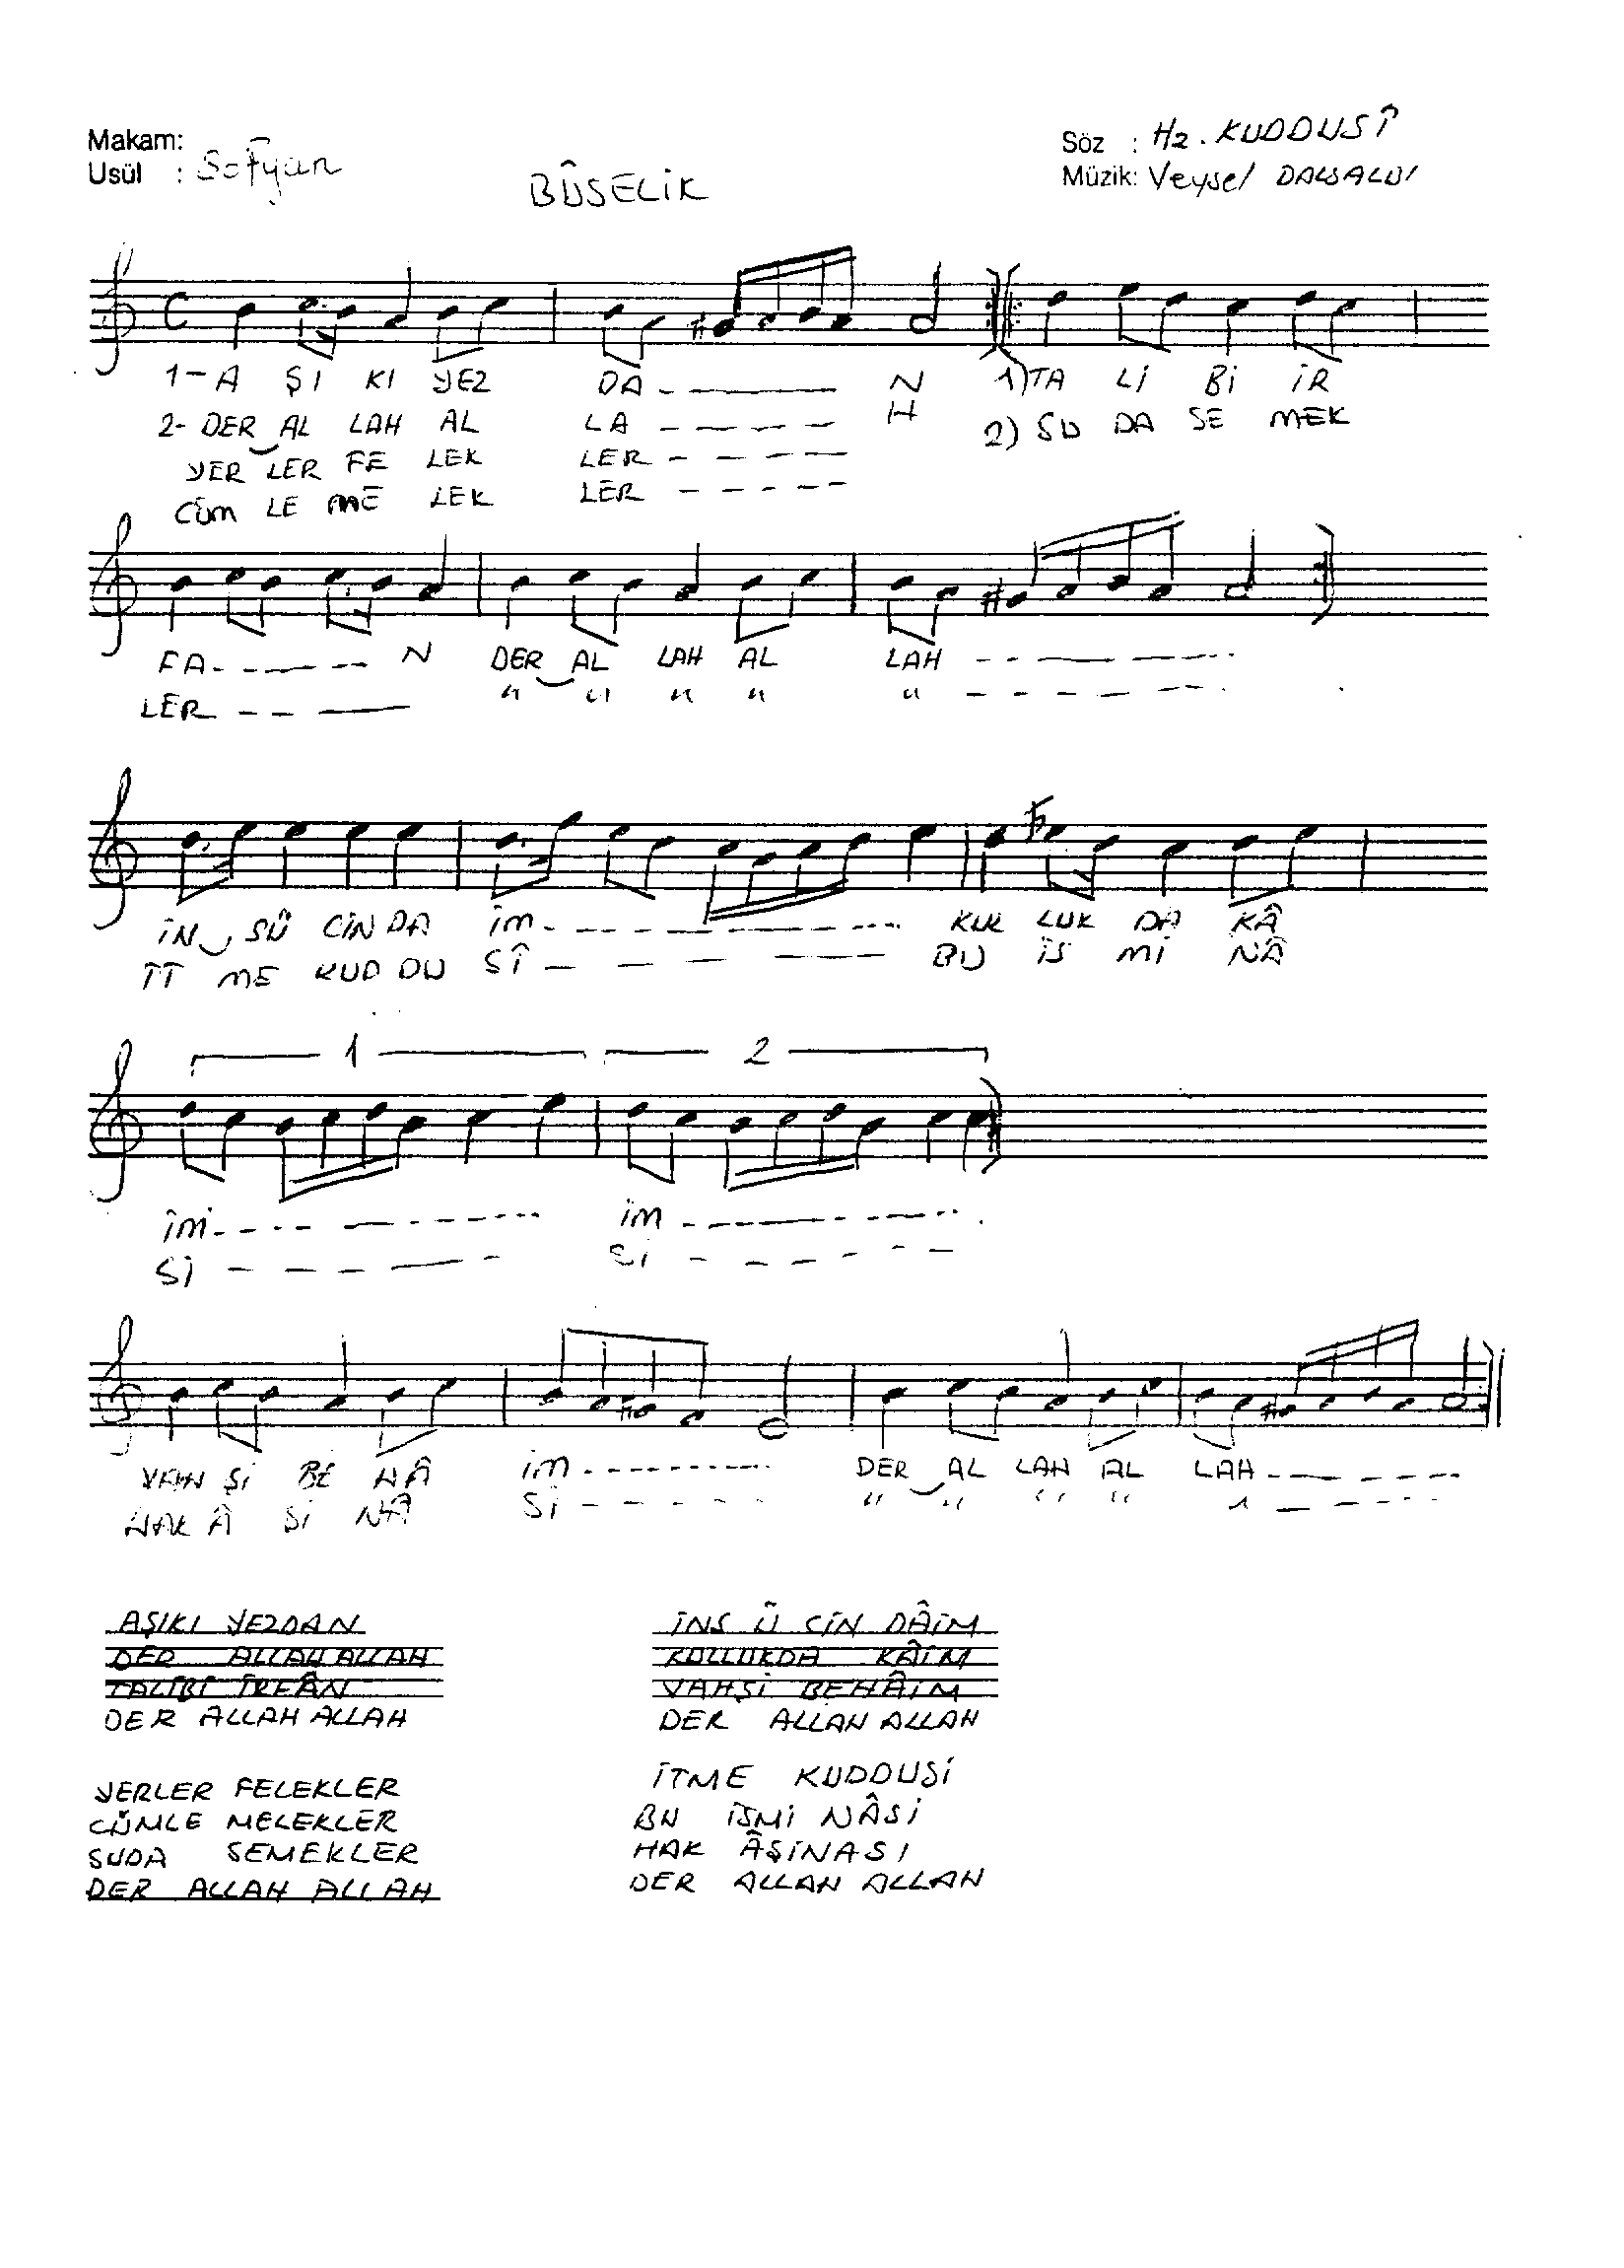 Makam:
Usül : Sofyan
BÛSELİK
Söz : Hz. KUDDUSÎ
Müzik: Veysel DALSALDI
1- A ŞI KI YEZ DA - - - - N 1) TA Lİ Bİ İR
2- DER AL LAH AL LA - - - - H 2) SU DA SE MEK
YER LER FE LEK LER - - - -
CÜM LE ME LEK LER - - - -
FA - - - - N DER AL LAH AL LAH - - - -
LER - - - - " " " " " - - - -
İN SÜ CİN DA İM - - - - KUL LUK DA KÂ
İT ME KUD DU SÎ - - - - BU İS Mİ NÂ
1 2
İM - - - - İM - - - -
Sİ - - - - Sİ - - - -
VAH Şİ BE HÂ İM - - - - DER AL LAH AL LAH - - - -
HAK Â Şİ NÂ Sİ - - - - " " " " " - - - -
AŞIKI YEZDAN
DER ALLAH ALLAH
TALİBİ İRFÂN
DER ALLAH ALLAH
YERLER FELEKLER
CÜMLE MELEKLER
SUDA SEMEKLER
DER ALLAH ALLAH
İNS Ü CİN DÂİM
KULLUKDA KÂİM
VAHŞİ BEHÂİM
DER ALLAH ALLAH
İTME KUDDUSİ
BU İSMİ NÂSİ
HAK ÂŞİNASI
DER ALLAH ALLAH